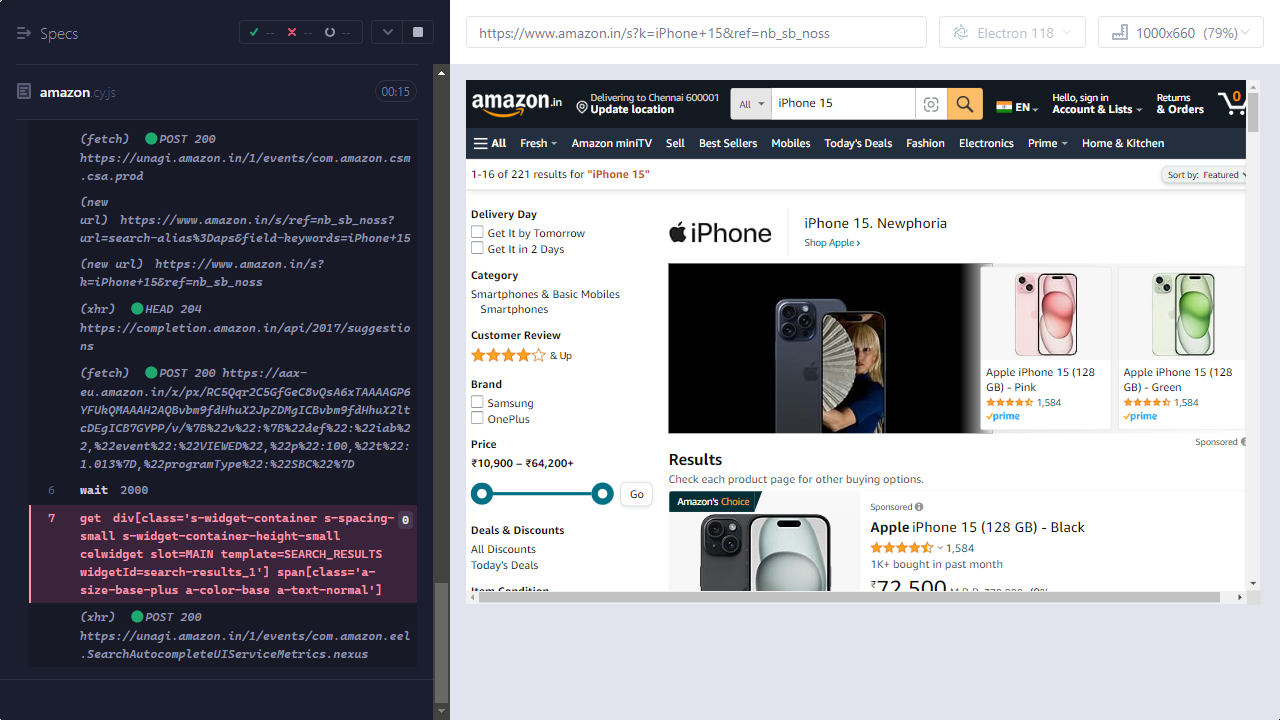 Specs
-- -- --
amazon.cy.js
00:15
(fetch) POST 200
https://unagi.amazon.in/1/events/com.amazon.csm
.csa.prod
(new
url) https://www.amazon.in/s/ref=nb_sb_noss?
url=search-alias%3Daps&field-keywords=iPhone+15
(new url) https://www.amazon.in/s?
k=iPhone+15&ref=nb_sb_noss
(xhr) HEAD 204
https://completion.amazon.in/api/2017/suggestio
ns
(fetch) POST 200 https://aax-
eu.amazon.in/x/px/RC5Qqr2C5GfGeC8vQsA6xTAAAAGP6
YFUkQMAAAH2AQBvbm9fdHhuX2JpZDMgICBvbm9fdHhuX2lt
cDEgICB7GYPP/v/%7B%22v%22:%7B%22def%22:%22iab%2
2,%22event%22:%22VIEWED%22,%22p%22:100,%22t%22:
1.013%7D,%22programType%22:%22SBC%22%7D
6 wait 2000
7 get div[class='s-widget-container s-spacing-
small s-widget-container-height-small
celwidget slot=MAIN template=SEARCH_RESULTS
widgetId=search-results_1'] span[class='a-
size-base-plus a-color-base a-text-normal']
0
(xhr) POST 200
https://unagi.amazon.in/1/events/com.amazon.eel
.SearchAutocompleteUIServiceMetrics.nexus
https://www.amazon.in/s?k=iPhone+15&ref=nb_sb_noss
Electron 118
1000x660 (79%)
amazon.in
Delivering to Chennai 600001
Update location
All
iPhone 15
EN
Hello, sign in
Account & Lists
Returns
& Orders
0
All Fresh Amazon miniTV Sell Best Sellers Mobiles Today's Deals Fashion Electronics Prime Home & Kitchen
1-16 of 221 results for "iPhone 15"
Sort by: Featured
Delivery Day
Get It by Tomorrow
Get It in 2 Days
Category
Smartphones & Basic Mobiles
Smartphones
Customer Review
& Up
Brand
Samsung
OnePlus
Price
₹10,900 – ₹64,200+
Go
Deals & Discounts
All Discounts
Today's Deals
Item Condition
iPhone
iPhone 15. Newphoria
Shop Apple ›
Apple iPhone 15 (128
GB) - Pink
1,584
prime
Apple iPhone 15 (128
GB) - Green
1,584
prime
Sponsored
Results
Check each product page for other buying options.
Amazon's Choice
Sponsored
Apple iPhone 15 (128 GB) - Black
1,584
1K+ bought in past month
₹72,500